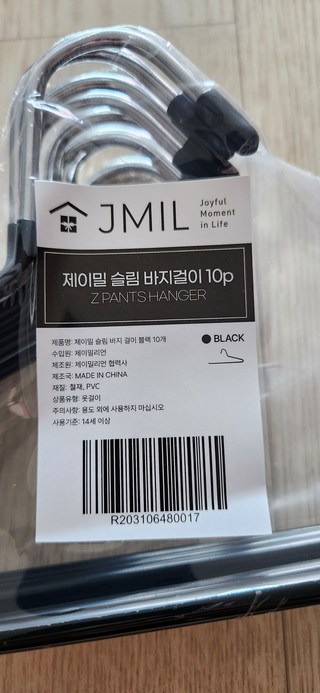 JMIL
Joyful
Moment
in Life
제이밀 슬림 바지걸이 10p
Z PANTS HANGER
제품명: 제이밀 슬림 바지 걸이 블랙 10개
수입원: 제이밀리언
제조원: 제이밀리언 협력사
제조국: MADE IN CHINA
재질: 철재, PVC
상품유형: 옷걸이
주의사항: 용도 외에 사용하지 마십시오
사용기준: 14세 이상
BLACK
R203106480017